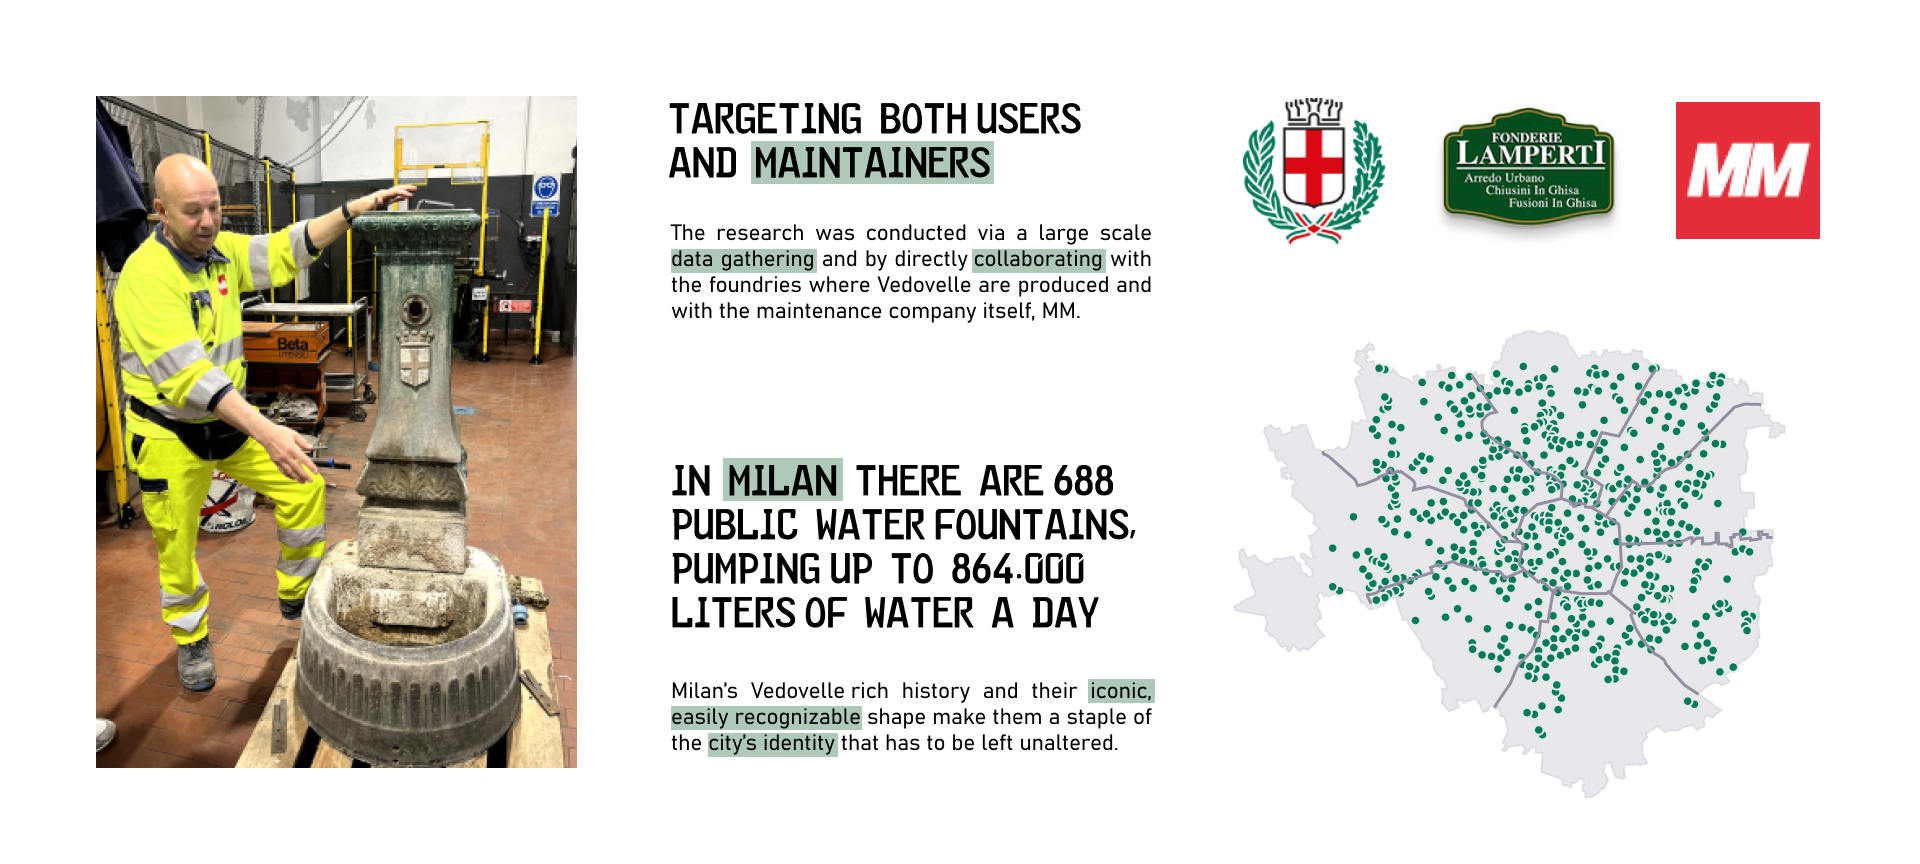 TARGETING BOTH USERS
AND MAINTAINERS
The research was conducted via a large scale
data gathering and by directly collaborating with
the foundries where Vedovelle are produced and
with the maintenance company itself, MM.
IN MILAN THERE ARE 688
PUBLIC WATER FOUNTAINS,
PUMPING UP TO 864.000
LITERS OF WATER A DAY
Milan's Vedovelle rich history and their iconic,
easily recognizable shape make them a staple of
the city's identity that has to be left unaltered.
FONDERIE
LAMPERTI
Arredo Urbano
Chiusini In Ghisa
Fusioni In Ghisa
MM
Beta
UTENSILI